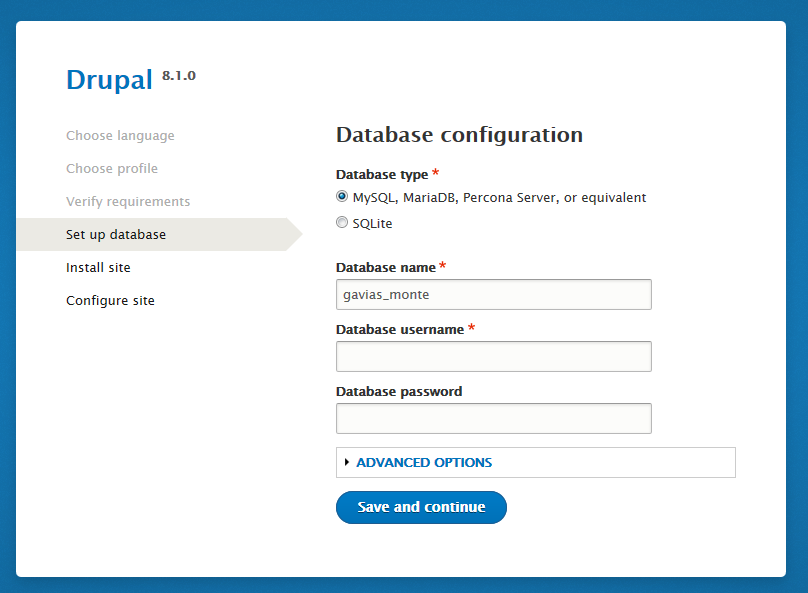 Drupal 8.1.0
Choose language
Choose profile
Verify requirements
Set up database
Install site
Configure site
Database configuration
Database type *
MySQL, MariaDB, Percona Server, or equivalent
SQLite
Database name *
gavias_monte
Database username *
Database password
ADVANCED OPTIONS
Save and continue